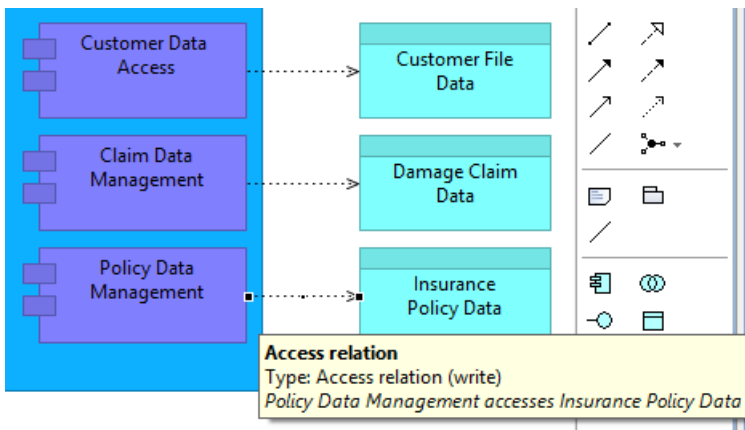 Customer Data
Access
Customer File
Data
Claim Data
Management
Damage Claim
Data
Policy Data
Management
Insurance
Policy Data
Access relation
Type: Access relation (write)
Policy Data Management accesses Insurance Policy Data